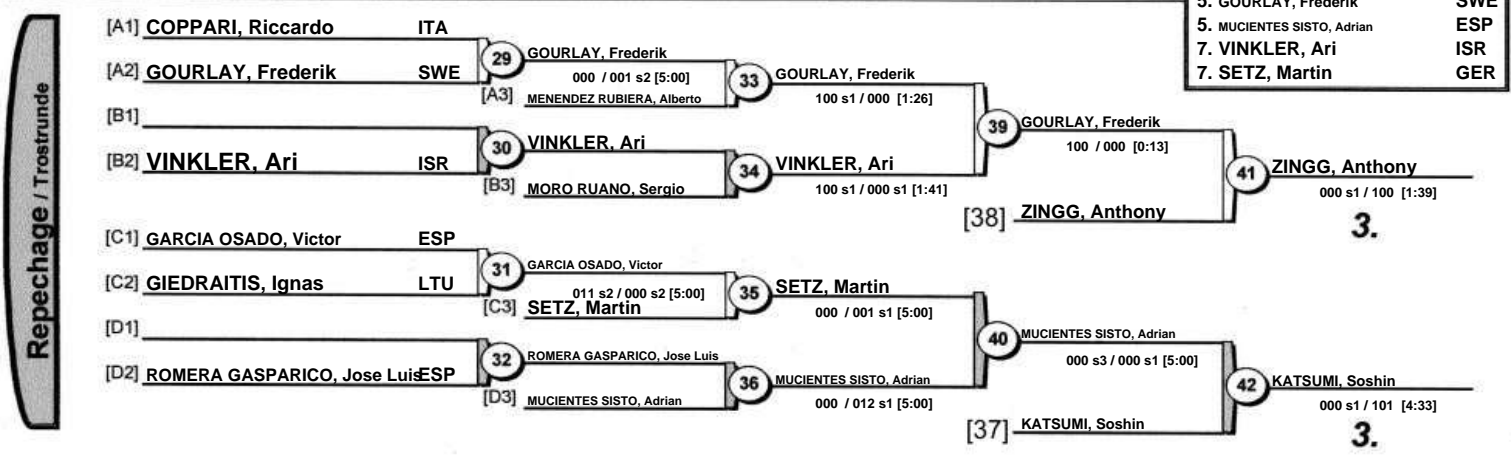 5. GOURLAY, Frederik SWE
5. MUCIENTES SISTO, Adrian ESP
7. VINKLER, Ari ISR
7. SETZ, Martin GER
Repechage / Trostrunde
[A1] COPPARI, Riccardo ITA
[A2] GOURLAY, Frederik SWE
29 GOURLAY, Frederik
000 / 001 s2 [5:00]
[A3] MENENDEZ RUBIERA, Alberto
33 GOURLAY, Frederik
100 s1 / 000 [1:26]
[B1]
[B2] VINKLER, Ari ISR
30 VINKLER, Ari
[B3] MORO RUANO, Sergio
34 VINKLER, Ari
100 s1 / 000 s1 [1:41]
39 GOURLAY, Frederik
100 / 000 [0:13]
[38] ZINGG, Anthony
41 ZINGG, Anthony
000 s1 / 100 [1:39]
3.
[C1] GARCIA OSADO, Victor ESP
[C2] GIEDRAITIS, Ignas LTU
31 GARCIA OSADO, Victor
011 s2 / 000 s2 [5:00]
[C3] SETZ, Martin
35 SETZ, Martin
000 / 001 s1 [5:00]
[D1]
[D2] ROMERA GASPARICO, Jose Luis ESP
32 ROMERA GASPARICO, Jose Luis
[D3] MUCIENTES SISTO, Adrian
36 MUCIENTES SISTO, Adrian
000 / 012 s1 [5:00]
40 MUCIENTES SISTO, Adrian
000 s3 / 000 s1 [5:00]
[37] KATSUMI, Soshin
42 KATSUMI, Soshin
000 s1 / 101 [4:33]
3.